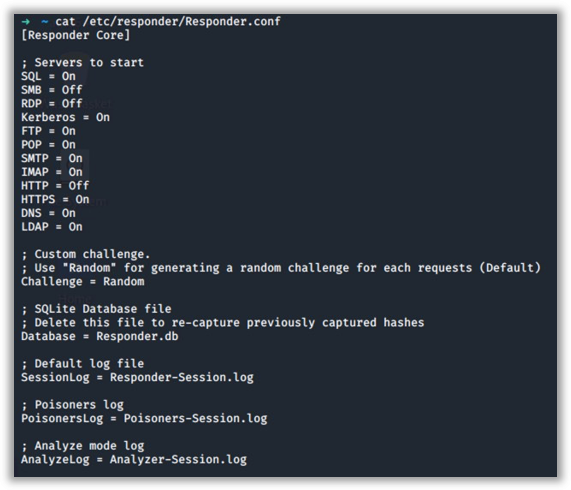 → ~ cat /etc/responder/Responder.conf
[Responder Core]
; Servers to start
SQL = On
SMB = Off
RDP = Off
Kerberos = On
FTP = On
POP = On
SMTP = On
IMAP = On
HTTP = Off
HTTPS = On
DNS = On
LDAP = On
; Custom challenge.
; Use "Random" for generating a random challenge for each requests (Default)
Challenge = Random
; SQLite Database file
; Delete this file to re-capture previously captured hashes
Database = Responder.db
; Default log file
SessionLog = Responder-Session.log
; Poisoners log
PoisonersLog = Poisoners-Session.log
; Analyze mode log
AnalyzeLog = Analyzer-Session.log